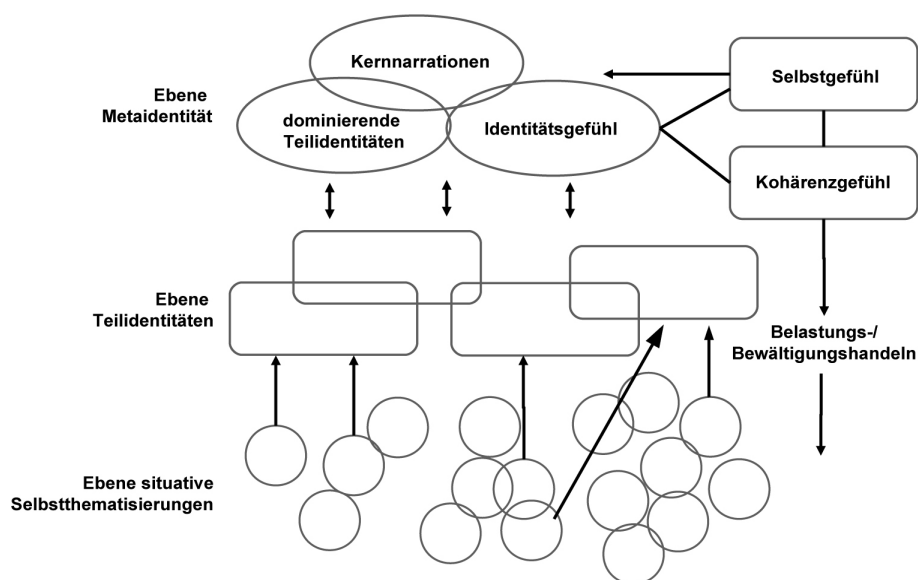 Kernnarrationen
Selbstgefühl
Ebene
Metaidentität
dominierende
Teilidentitäten
Identitätsgefühl
Kohärenzgefühl
Ebene
Teilidentitäten
Belastungs-/
Bewältigungshandeln
Ebene situative
Selbstthematisierungen